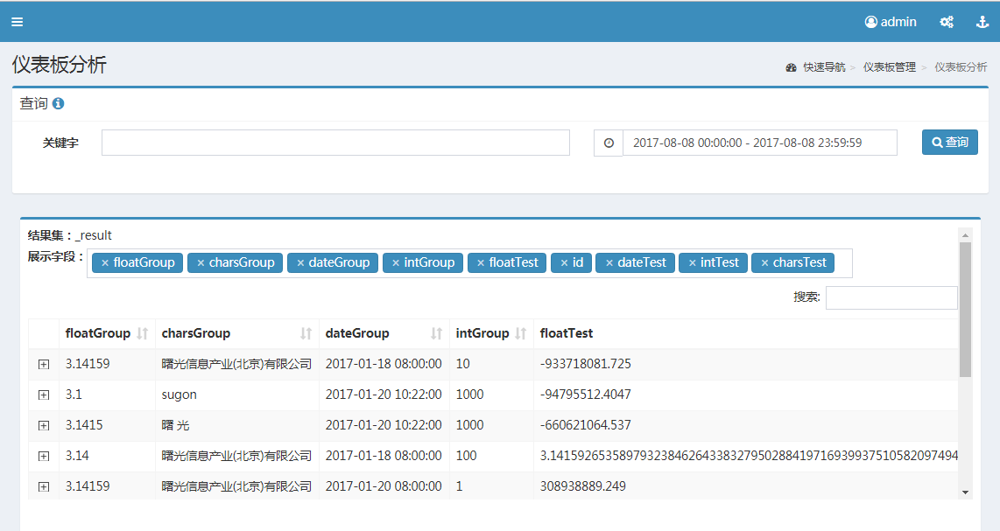 admin
仪表板分析
快速导航 > 仪表板管理 > 仪表板分析
查询
关键字 2017-08-08 00:00:00 - 2017-08-08 23:59:59 查询
结果集：_result
展示字段： × floatGroup × charsGroup × dateGroup × intGroup × floatTest × id × dateTest × intTest × charsTest
搜索:
floatGroup charsGroup dateGroup intGroup floatTest
3.14159 曙光信息产业(北京)有限公司 2017-01-18 08:00:00 10 -933718081.725
3.1 sugon 2017-01-20 10:22:00 1000 -94795512.4047
3.1415 曙 光 2017-01-20 10:22:00 1000 -660621064.537
3.14 曙光信息产业(北京)有限公司 2017-01-18 08:00:00 100 3.14159265358979323846264338327950288419716939937510582097494
3.14159 曙光信息产业(北京)有限公司 2017-01-20 08:00:00 1 308938889.249